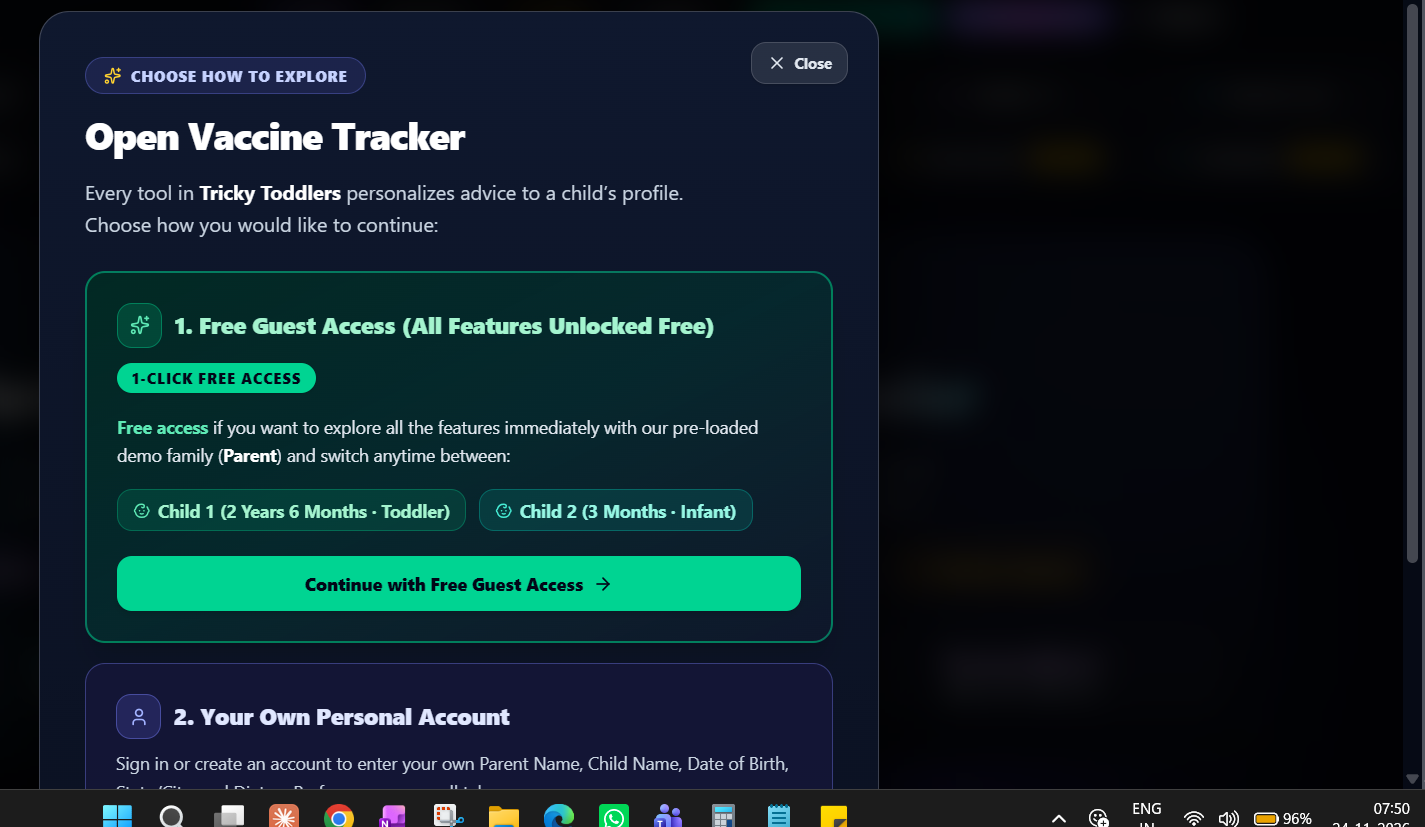 CHOOSE HOW TO EXPLORE
Close
Open Vaccine Tracker
Every tool in Tricky Toddlers personalizes advice to a child’s profile.
Choose how you would like to continue:
1. Free Guest Access (All Features Unlocked Free)
1-CLICK FREE ACCESS
Free access if you want to explore all the features immediately with our pre-loaded
demo family (Parent) and switch anytime between:
Child 1 (2 Years 6 Months · Toddler)
Child 2 (3 Months · Infant)
Continue with Free Guest Access →
2. Your Own Personal Account
Sign in or create an account to enter your own Parent Name, Child Name, Date of Birth,
ENG
IN
96%
07:50